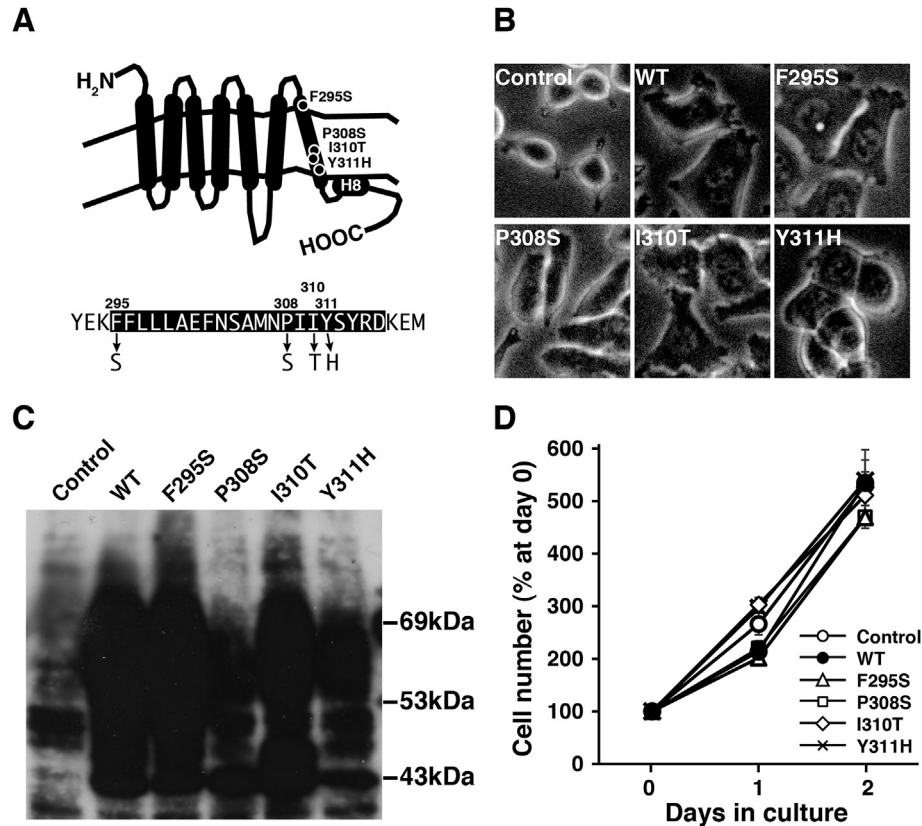 A
H2N
F295S
P308S
I310T
Y311H
H8
HOOC
310
295 308 311
YEKFFLLLAEFNSAMNPIIYSYRDKEM
S S T H
B
Control WT F295S
P308S I310T Y311H
C
Control WT F295S P308S I310T Y311H
69kDa
53kDa
43kDa
D
Cell number (% at day 0)
600
500
400
300
200
100
0
Control
WT
F295S
P308S
I310T
Y311H
0 1 2
Days in culture